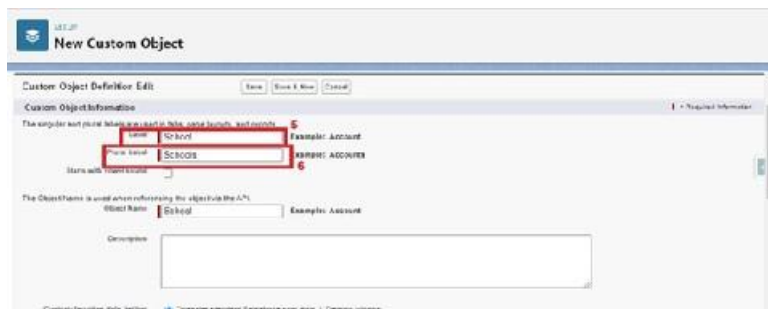 SETUP
New Custom Object
Custom Object Definition Edit Save Save & New Cancel
Custom Object Information = Required Information
The singular and plural labels are used in tabs, page layouts, and reports. 5
Label School Example: Account
Plural Label Schools Example: Accounts
6
Starts with vowel sound
The Object Name is used when referencing the object via the API.
Object Name School Example: Account
Description